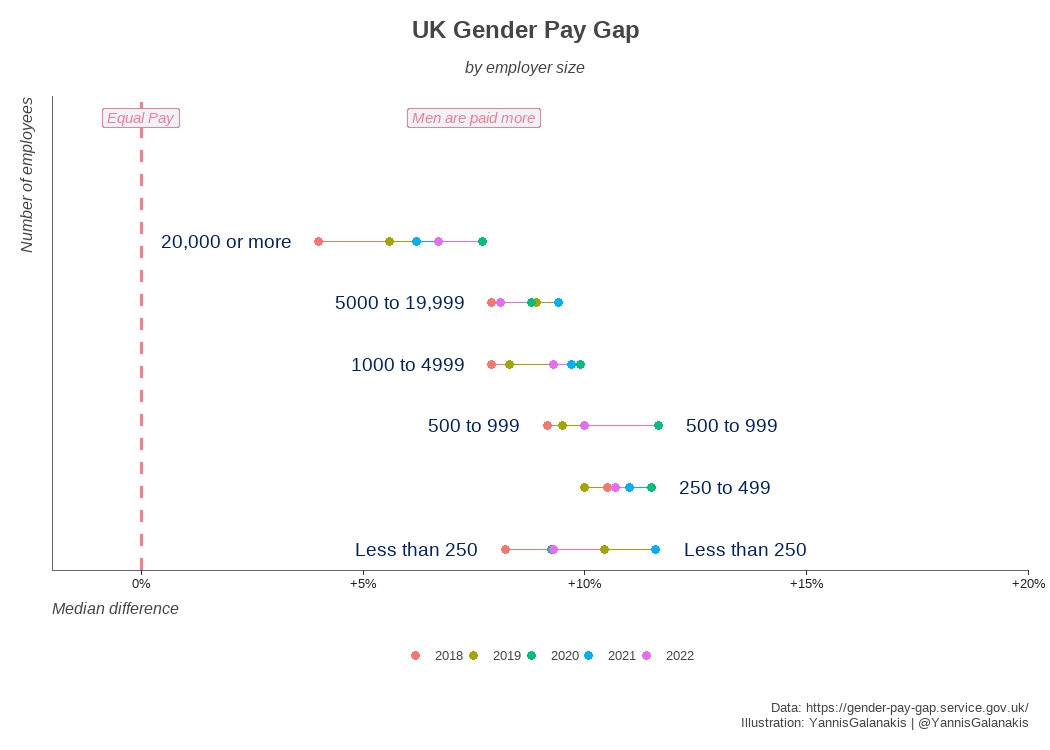 UK Gender Pay Gap
by employer size
Number of employees
Equal Pay
Men are paid more
20,000 or more
5000 to 19,999
1000 to 4999
500 to 999
500 to 999
250 to 499
Less than 250
Less than 250
0%
+5%
+10%
+15%
+20%
Median difference
2018
2019
2020
2021
2022
Data: https://gender-pay-gap.service.gov.uk/
Illustration: YannisGalanakis | @YannisGalanakis